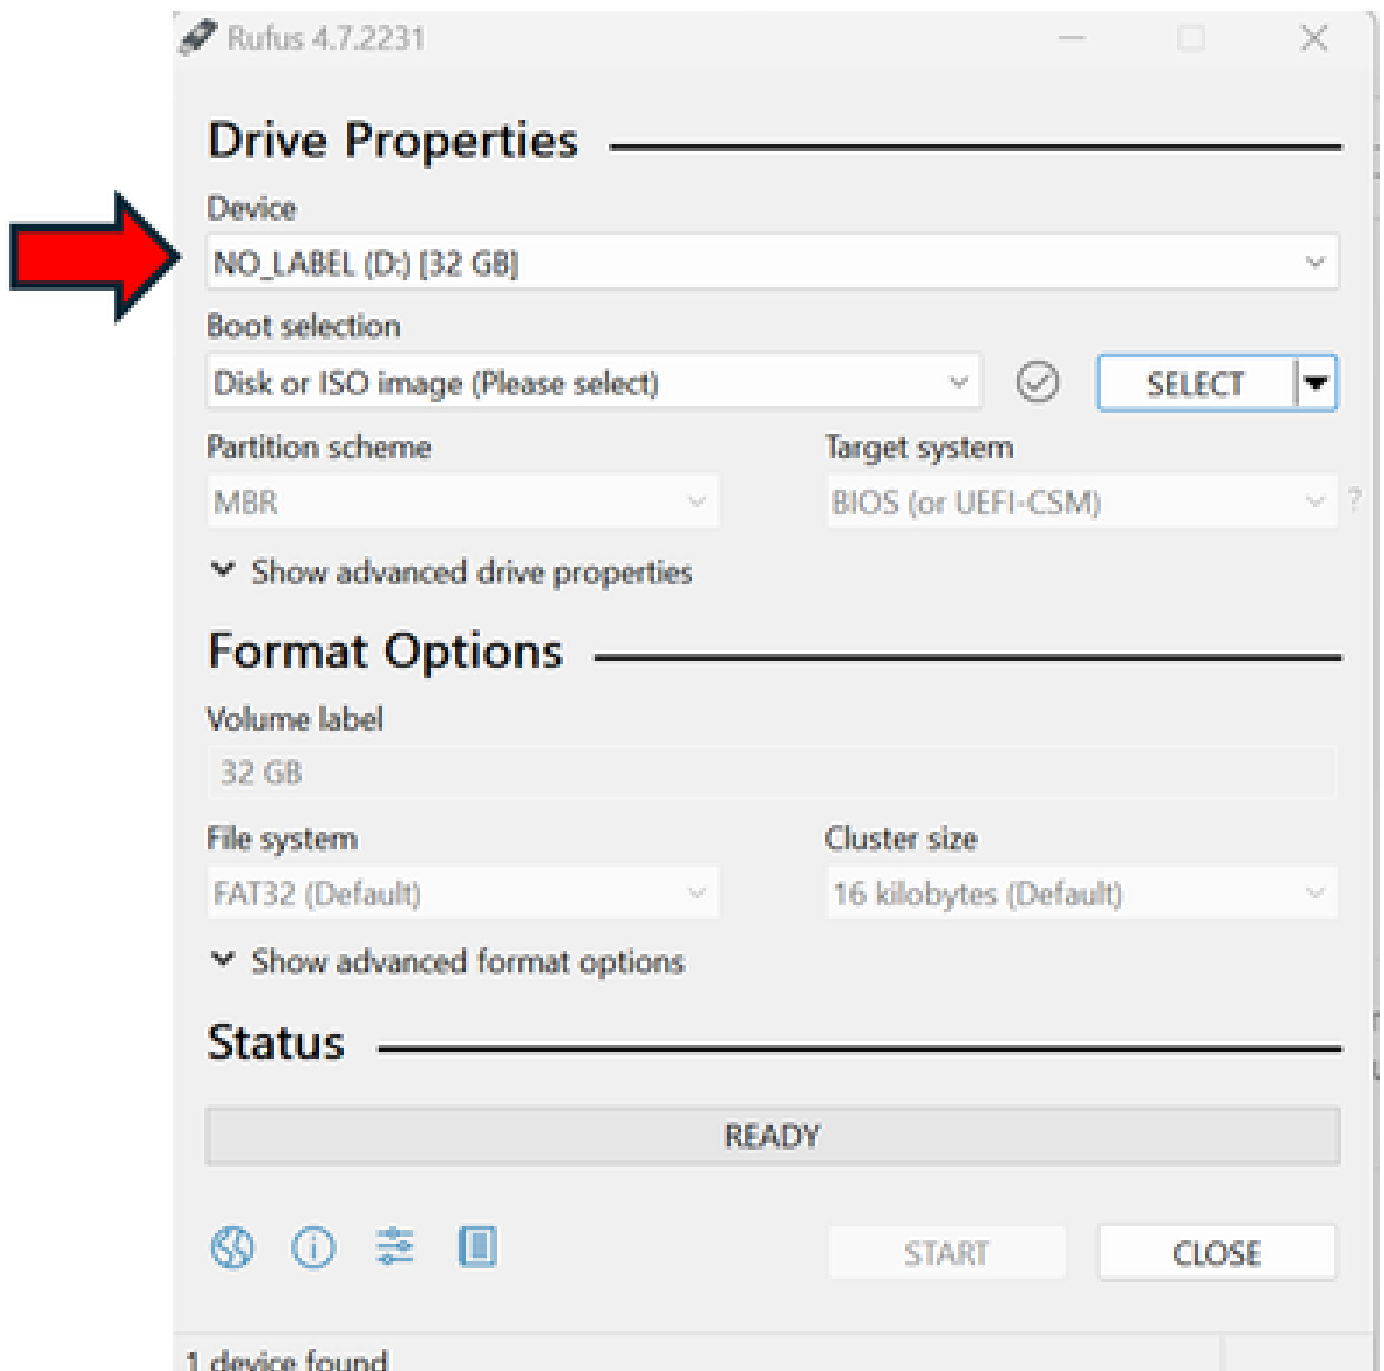 Rufus 4.7.2231
Drive Properties
Device
NO_LABEL (D:) [32 GB]
Boot selection
Disk or ISO image (Please select)
SELECT
Partition scheme
Target system
MBR
BIOS (or UEFI-CSM)
?
Show advanced drive properties
Format Options
Volume label
32 GB
File system
Cluster size
FAT32 (Default)
16 kilobytes (Default)
Show advanced format options
Status
READY
START
CLOSE
1 device found